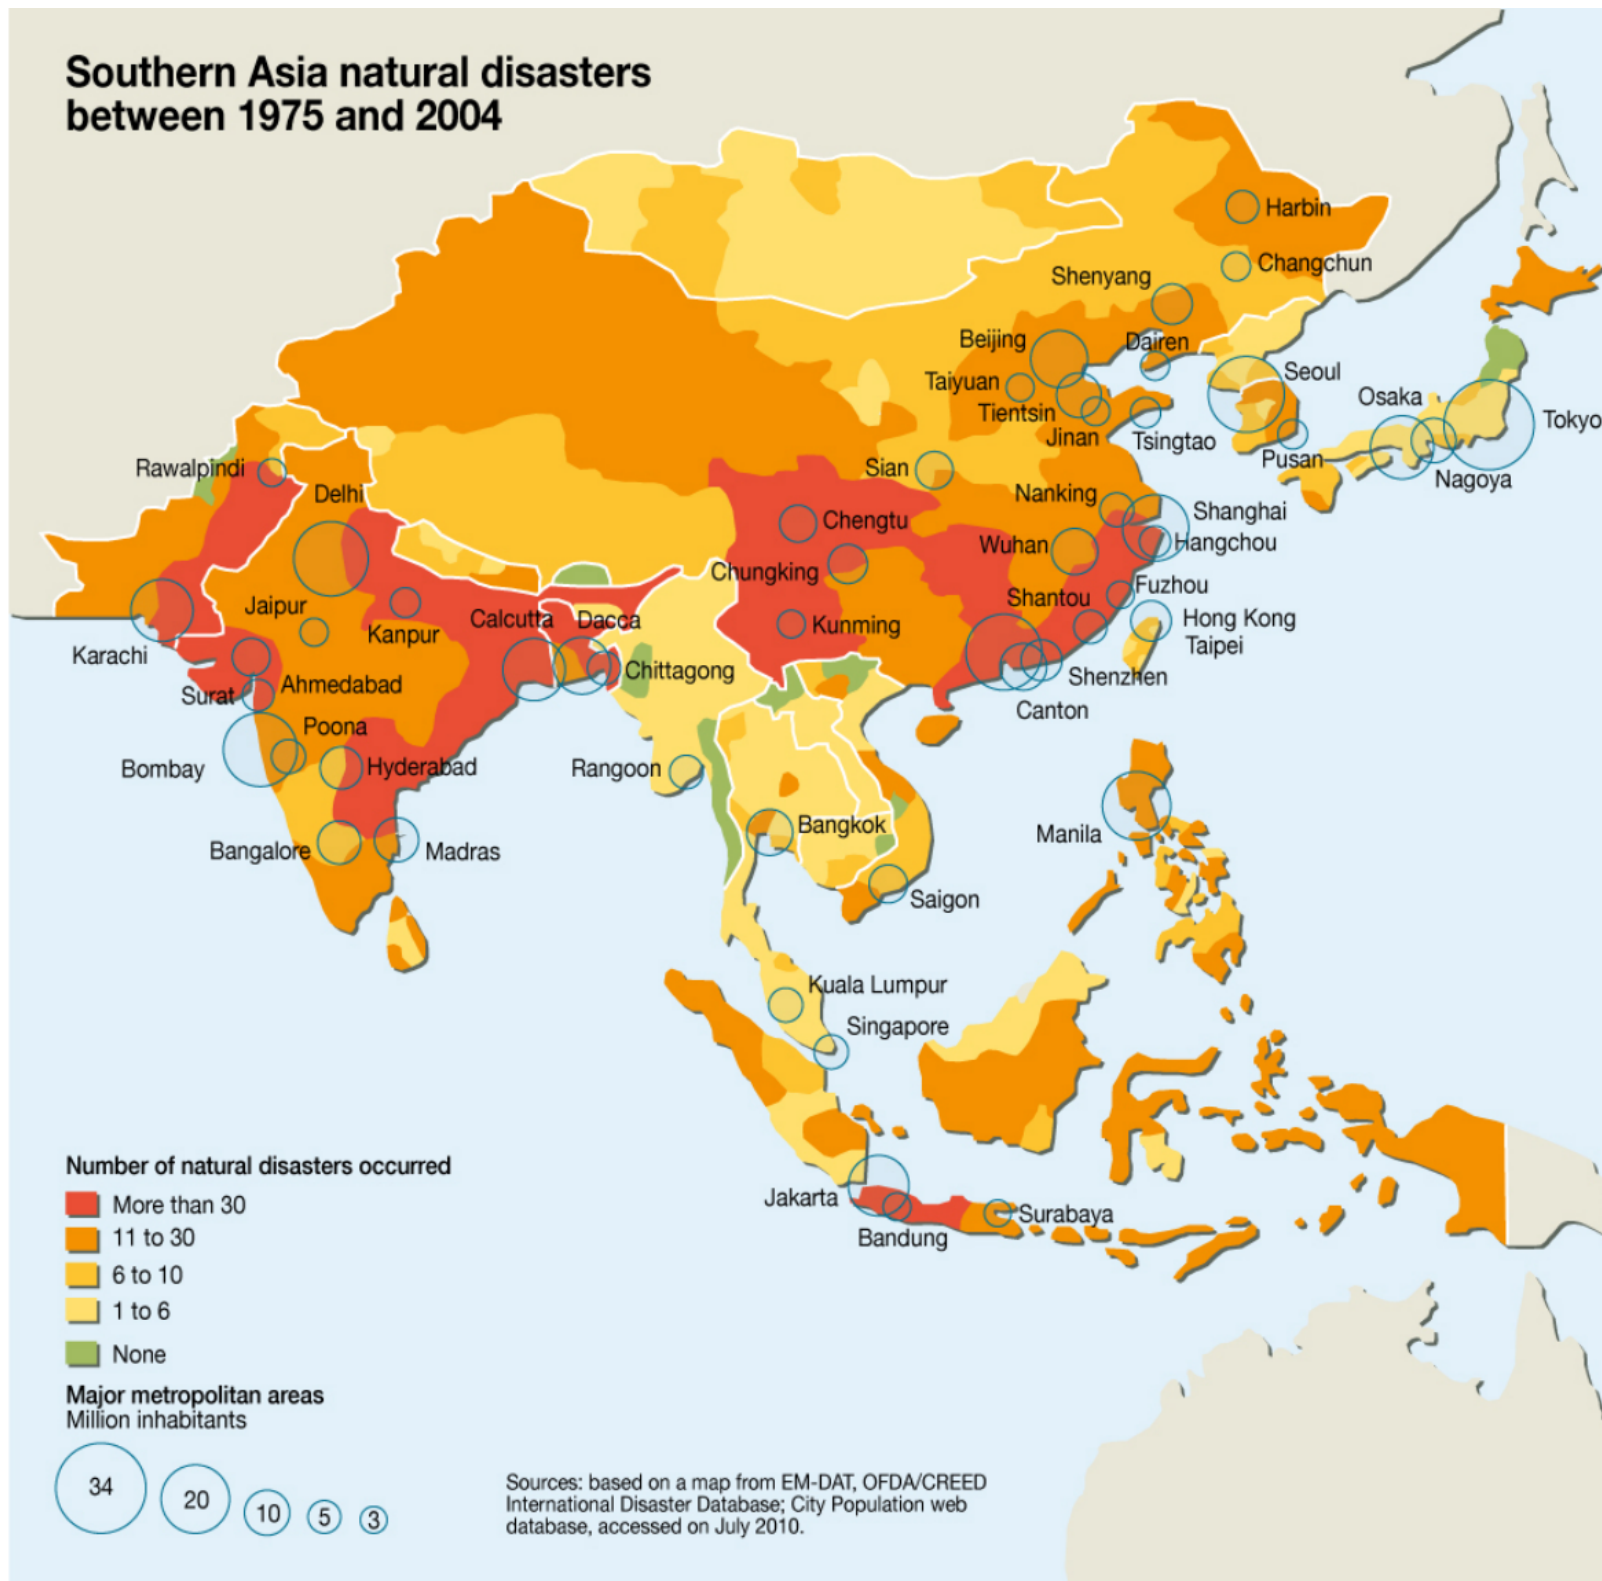 Southern Asia natural disasters
between 1975 and 2004
Harbin
Changchun
Shenyang
Beijing
Dairen
Taiyuan
Seoul
Osaka
Tokyo
Tientsin
Jinan
Tsingtao
Pusan
Nagoya
Rawalpindi
Sian
Delhi
Nanking
Shanghai
Chengtu
Wuhan
Hangchou
Chungking
Fuzhou
Jaipur
Shantou
Kanpur
Calcutta
Dacca
Kunming
Hong Kong
Taipei
Karachi
Chittagong
Shenzhen
Surat
Ahmedabad
Canton
Poona
Bombay
Hyderabad
Rangoon
Bangkok
Manila
Bangalore
Madras
Saigon
Kuala Lumpur
Singapore
Jakarta
Surabaya
Bandung
Number of natural disasters occurred
More than 30
11 to 30
6 to 10
1 to 6
None
Major metropolitan areas
Million inhabitants
34
20
10
5
3
Sources: based on a map from EM-DAT, OFDA/CREED
International Disaster Database; City Population web
database, accessed on July 2010.